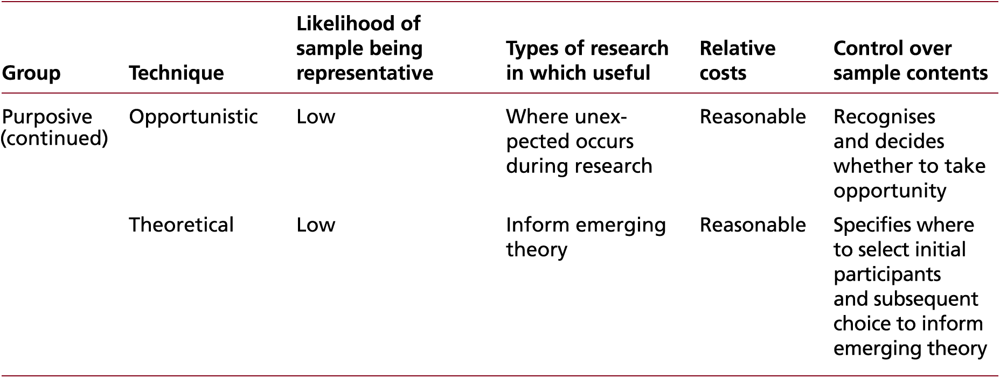 Group
Technique
Likelihood of
sample being
representative
Types of research
in which useful
Relative
costs
Control over
sample contents
Purposive
(continued)
Opportunistic
Low
Where unex-
pected occurs
during research
Reasonable
Recognises
and decides
whether to take
opportunity
Theoretical
Low
Inform emerging
theory
Reasonable
Specifies where
to select initial
participants
and subsequent
choice to inform
emerging theory